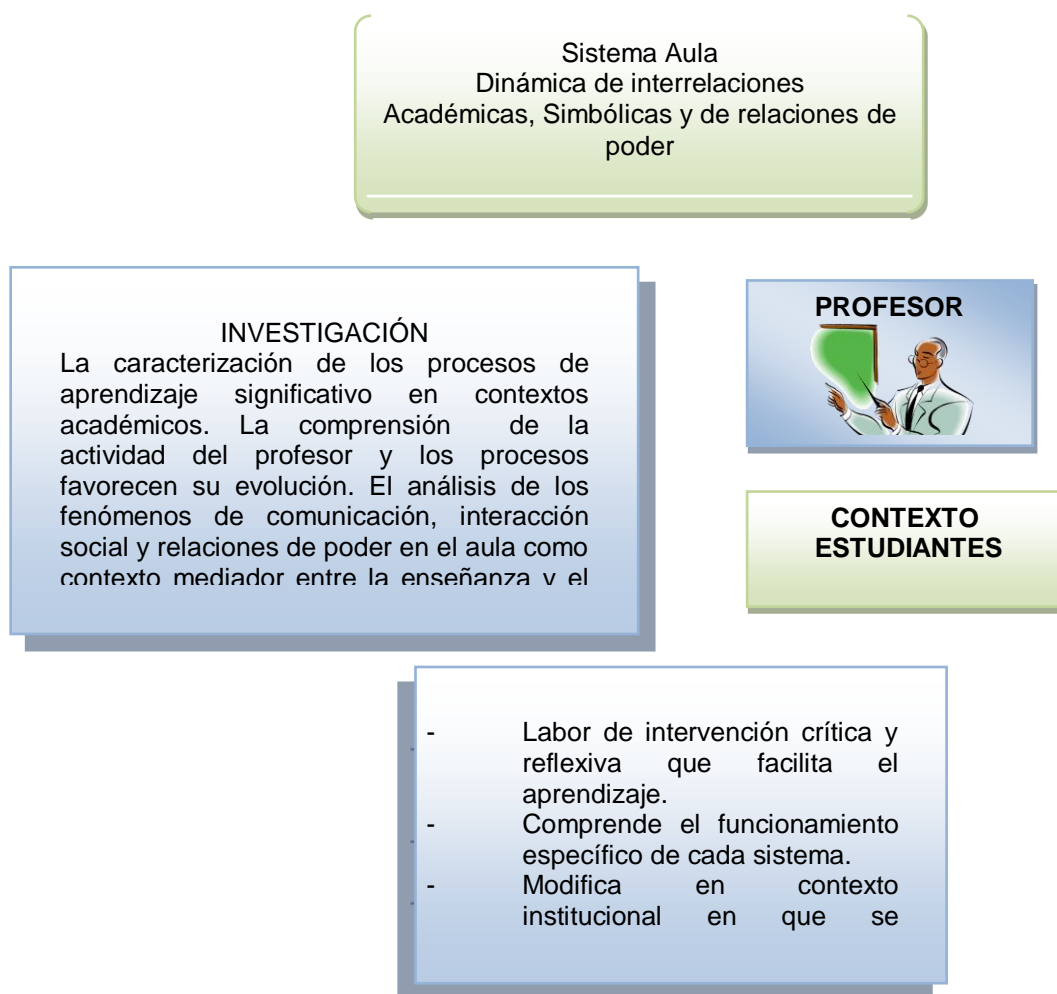 Sistema Aula
Dinámica de interrelaciones
Académicas, Simbólicas y de relaciones de
poder
INVESTIGACIÓN
La caracterización de los procesos de
aprendizaje significativo en contextos
académicos. La comprensión de la
actividad del profesor y los procesos
favorecen su evolución. El análisis de los
fenómenos de comunicación, interacción
social y relaciones de poder en el aula como
contexto mediador entre la enseñanza y el
PROFESOR
CONTEXTO
ESTUDIANTES
- Labor de intervención crítica y
reflexiva que facilita el
aprendizaje.
- Comprende el funcionamiento
específico de cada sistema.
- Modifica en contexto
institucional en que se